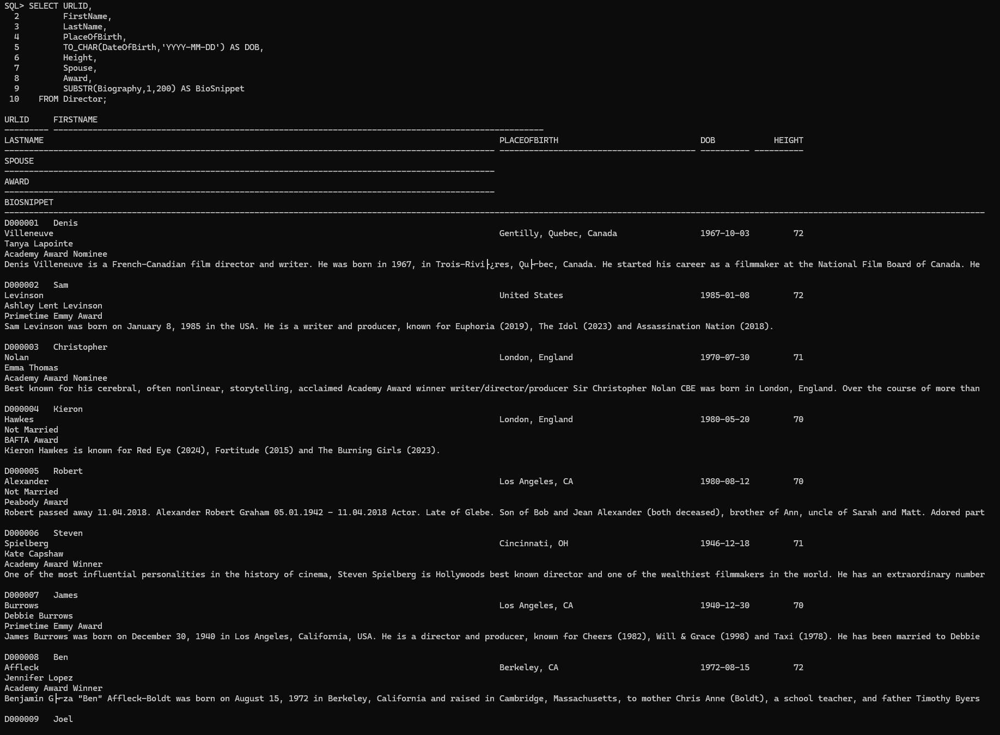 SQL> SELECT URLID,
  2         FirstName,
  3         LastName,
  4         PlaceOfBirth,
  5         TO_CHAR(DateOfBirth,'YYYY-MM-DD') AS DOB,
  6         Height,
  7         Spouse,
  8         Award,
  9         SUBSTR(Biography,1,200) AS BioSnippet
 10    FROM Director;
URLID     FIRSTNAME
LASTNAME PLACEOFBIRTH DOB HEIGHT
SPOUSE
AWARD
BIOSNIPPET
D000001   Denis
Villeneuve Gentilly, Quebec, Canada 1967-10-03 72
Tanya Lapointe
Academy Award Nominee
Denis Villeneuve is a French-Canadian film director and writer. He was born in 1967, in Trois-Rivi├¿res, Qu├⌐bec, Canada. He started his career as a filmmaker at the National Film Board of Canada. He
D000002   Sam
Levinson United States 1985-01-08 72
Ashley Lent Levinson
Primetime Emmy Award
Sam Levinson was born on January 8, 1985 in the USA. He is a writer and producer, known for Euphoria (2019), The Idol (2023) and Assassination Nation (2018).
D000003   Christopher
Nolan London, England 1970-07-30 71
Emma Thomas
Academy Award Nominee
Best known for his cerebral, often nonlinear, storytelling, acclaimed Academy Award winner writer/director/producer Sir Christopher Nolan CBE was born in London, England. Over the course of more than
D000004   Kieron
Hawkes London, England 1980-05-20 70
Not Married
BAFTA Award
Kieron Hawkes is known for Red Eye (2024), Fortitude (2015) and The Burning Girls (2023).
D000005   Robert
Alexander Los Angeles, CA 1980-08-12 70
Not Married
Peabody Award
Robert passed away 11.04.2018. Alexander Robert Graham 05.01.1942 - 11.04.2018 Actor. Late of Glebe. Son of Bob and Jean Alexander (both deceased), brother of Ann, uncle of Sarah and Matt. Adored part
D000006   Steven
Spielberg Cincinnati, OH 1946-12-18 71
Kate Capshaw
Academy Award Winner
One of the most influential personalities in the history of cinema, Steven Spielberg is Hollywoods best known director and one of the wealthiest filmmakers in the world. He has an extraordinary number
D000007   James
Burrows Los Angeles, CA 1940-12-30 70
Debbie Burrows
Primetime Emmy Award
James Burrows was born on December 30, 1940 in Los Angeles, California, USA. He is a director and producer, known for Cheers (1982), Will & Grace (1998) and Taxi (1978). He has been married to Debbie
D000008   Ben
Affleck Berkeley, CA 1972-08-15 72
Jennifer Lopez
Academy Award Winner
Benjamin G├⌐za "Ben" Affleck-Boldt was born on August 15, 1972 in Berkeley, California and raised in Cambridge, Massachusetts, to mother Chris Anne (Boldt), a school teacher, and father Timothy Byers
D000009   Joel